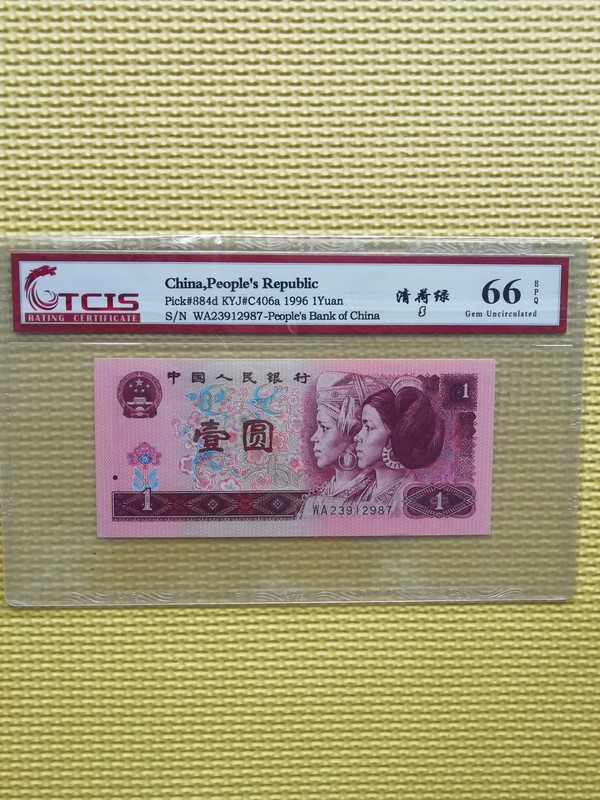 TCIS
RATING CERTIFICATE
China,People's Republic
Pick#884d KYJ#C406a 1996 1Yuan
S/N WA23912987-People's Bank of China
清荷绿
66
EPQ
Gem Uncirculated
中国人民银行
1
壹圆
1
WA23912987
1